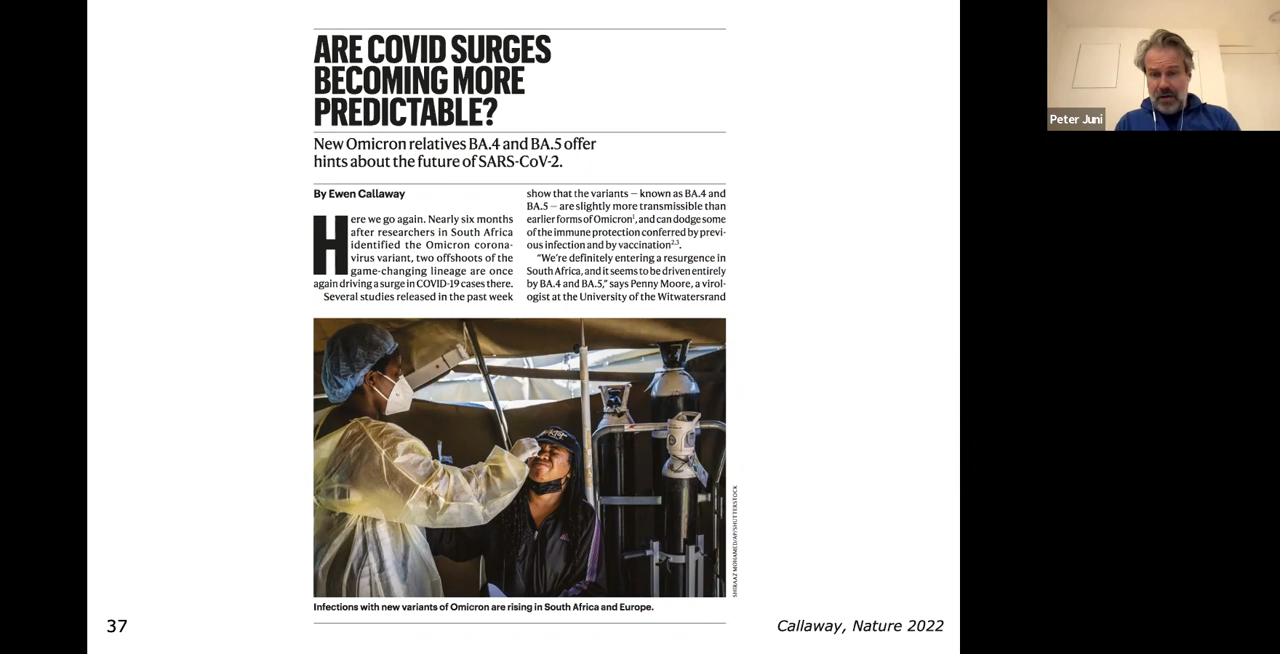 ARE COVID SURGES
BECOMING MORE
PREDICTABLE?
New Omicron relatives BA.4 and BA.5 offer
hints about the future of SARS-CoV-2.
By Ewen Callaway
Here we go again. Nearly six months
after researchers in South Africa
identified the Omicron corona-
virus variant, two offshoots of the
game-changing lineage are once
again driving a surge in COVID-19 cases there.
Several studies released in the past week
show that the variants — known as BA.4 and
BA.5 — are slightly more transmissible than
earlier forms of Omicron¹, and can dodge some
of the immune protection conferred by previ-
ous infection and by vaccination²,³.
“We’re definitely entering a resurgence in
South Africa, and it seems to be driven entirely
by BA.4 and BA.5,” says Penny Moore, a virol-
ogist at the University of the Witwatersrand
SHIRAAZ MOHAMED/AP/SHUTTERSTOCK
Infections with new variants of Omicron are rising in South Africa and Europe.
37
Callaway, Nature 2022
Peter Juni